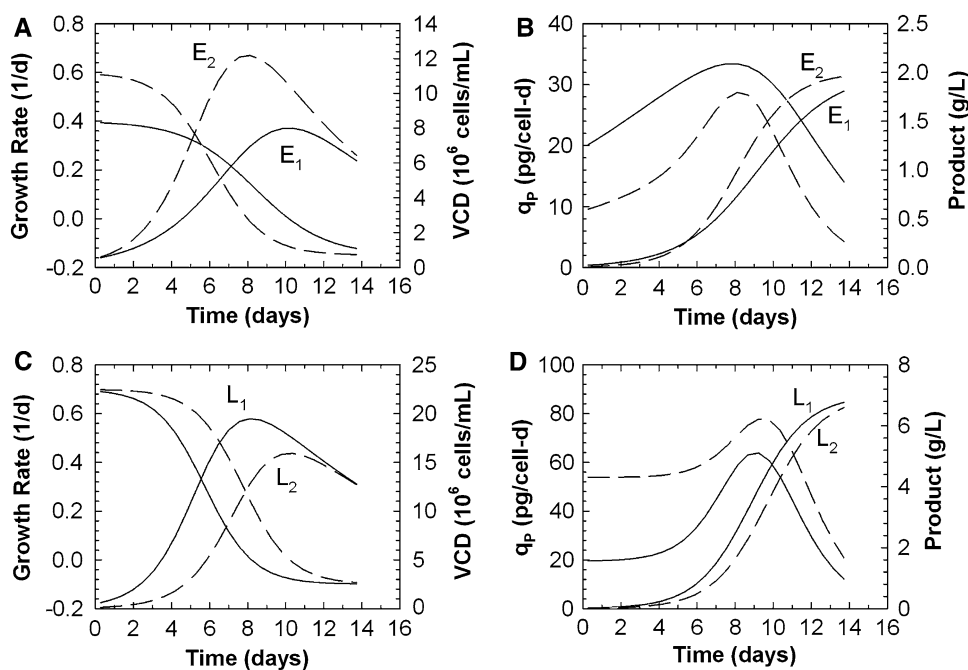 A
0.8
0.6
0.4
0.2
0.0
-0.2
Growth Rate (1/d)
E2
E1
14
12
10
8
6
4
2
0
VCD (10^6 cells/mL)
0 2 4 6 8 10 12 14 16
Time (days)
B
40
30
20
10
0
qP (pg/cell-d)
E2
E1
2.5
2.0
1.5
1.0
0.5
0.0
Product (g/L)
0 2 4 6 8 10 12 14 16
Time (days)
C
0.8
0.6
0.4
0.2
0.0
-0.2
Growth Rate (1/d)
L1
L2
25
20
15
10
5
0
VCD (10^6 cells/mL)
0 2 4 6 8 10 12 14 16
Time (days)
D
100
80
60
40
20
0
qP (pg/cell-d)
L1
L2
8
6
4
2
0
Product (g/L)
0 2 4 6 8 10 12 14 16
Time (days)